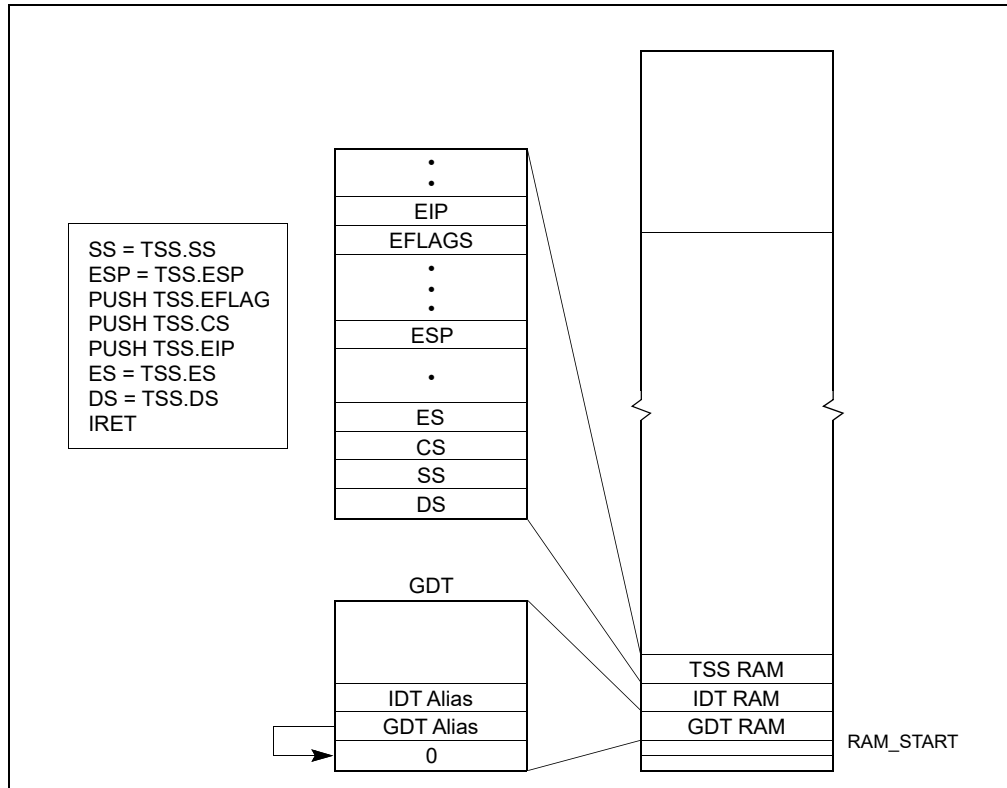 SS = TSS.SS
ESP = TSS.ESP
PUSH TSS.EFLAG
PUSH TSS.CS
PUSH TSS.EIP
ES = TSS.ES
DS = TSS.DS
IRET
EIP
EFLAGS
ESP
ES
CS
SS
DS
GDT
IDT Alias
GDT Alias
0
TSS RAM
IDT RAM
GDT RAM
RAM_START